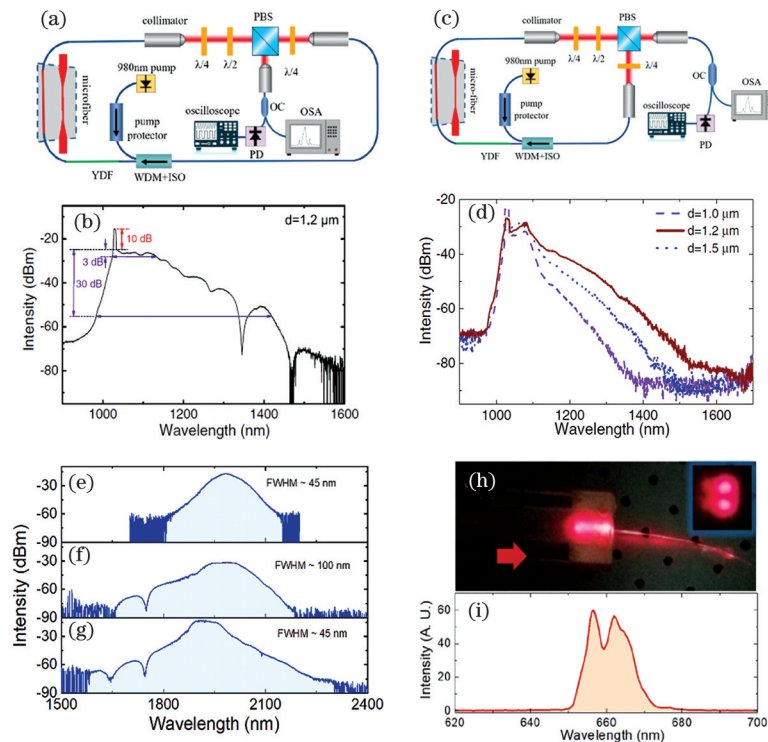 (a)
collimator
PBS
λ/4
λ/2
λ/4
980nm pump
microfiber
pump
protector
oscilloscope
OC
OSA
PD
YDF
WDM+ISO
(c)
collimator
PBS
λ/4
λ/2
λ/4
980nm pump
micro-fiber
pump
protector
OC
OSA
oscilloscope
PD
YDF
WDM+ISO
(b)
d=1.2 μm
10 dB
3 dB
30 dB
-20
-40
-60
-80
Intensity (dBm)
1000 1200 1400 1600
Wavelength (nm)
(d)
d=1.0 μm
d=1.2 μm
d=1.5 μm
-20
-40
-60
-80
Intensity (dBm)
1000 1200 1400 1600
Wavelength (nm)
(e)
FWHM ~ 45 nm
-30
-60
-90
(f)
FWHM ~ 100 nm
-30
-60
-90
(g)
FWHM ~ 45 nm
-30
-60
-90
Intensity (dBm)
1500 1800 2100 2400
Wavelength (nm)
(h)
(i)
60
40
20
0
Intensity (A. U.)
620 640 660 680 700
Wavelength (nm)